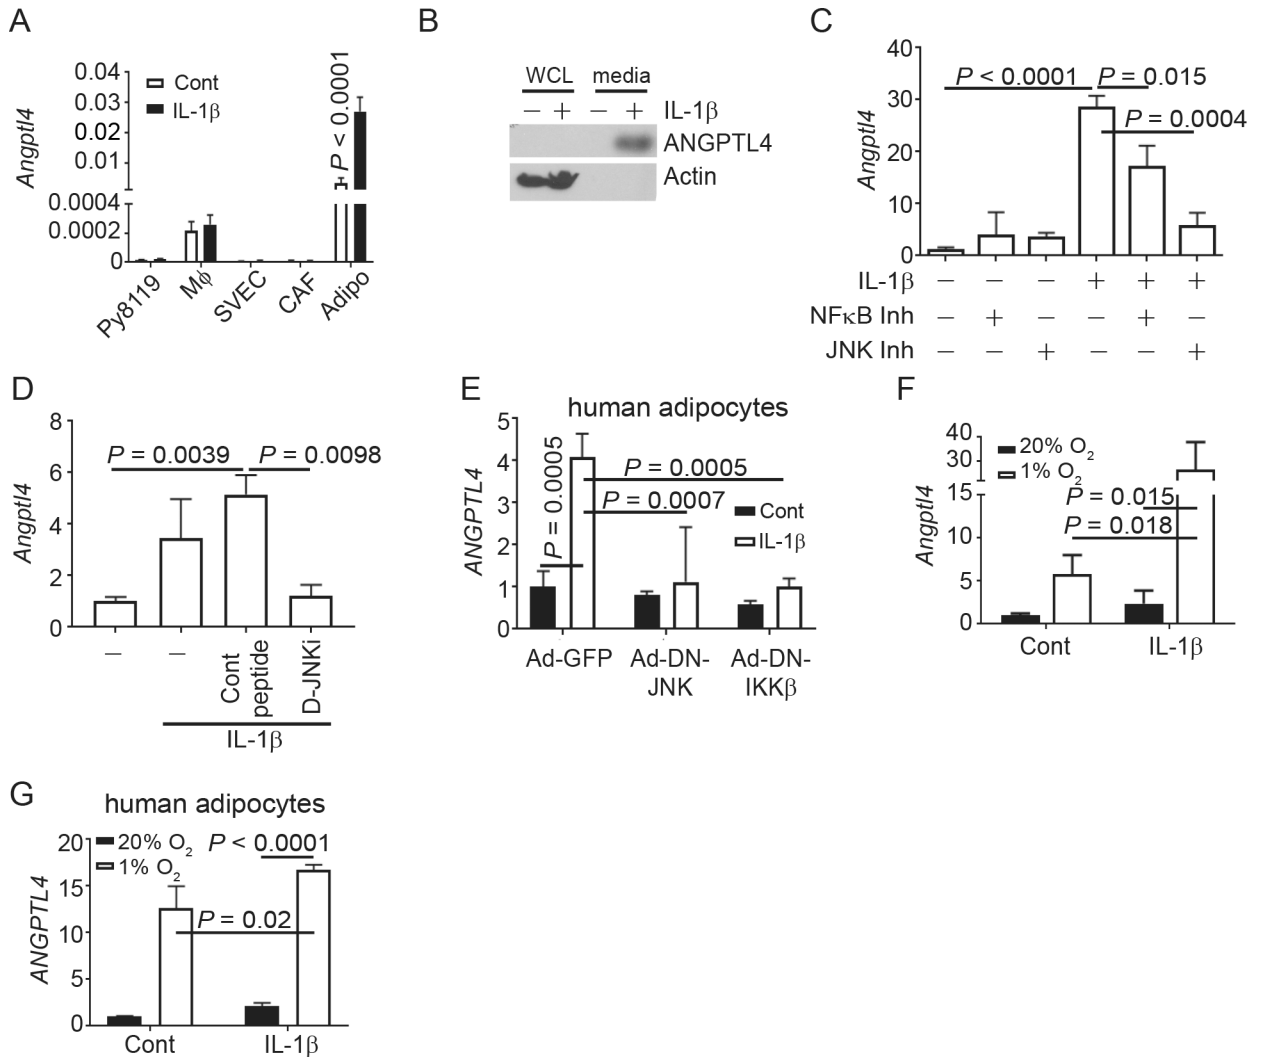 A
Angptl4
0.04
0.03
0.02
0.01
0.0004
0.0002
0
Cont
IL-1β
P < 0.0001
Py8119
Mϕ
SVEC
CAF
Adipo
B
WCL media
− + − + IL-1β
ANGPTL4
Actin
C
Angptl4
40
30
20
10
0
P < 0.0001
P = 0.015
P = 0.0004
IL-1β − − − + + +
NFκB Inh − + − − + −
JNK Inh − − + − − +
D
Angptl4
8
6
4
2
0
P = 0.0039
P = 0.0098
−
−
Cont
peptide
D-JNKi
IL-1β
E
human adipocytes
ANGPTL4
5
4
3
2
1
0
P = 0.0005
P = 0.0005
P = 0.0007
Cont
IL-1β
Ad-GFP
Ad-DN-
JNK
Ad-DN-
IKKβ
F
Angptl4
40
30
15
10
5
0
20% O2
1% O2
P = 0.015
P = 0.018
Cont
IL-1β
G
human adipocytes
ANGPTL4
20
15
10
5
0
20% O2
1% O2
P < 0.0001
P = 0.02
Cont
IL-1β